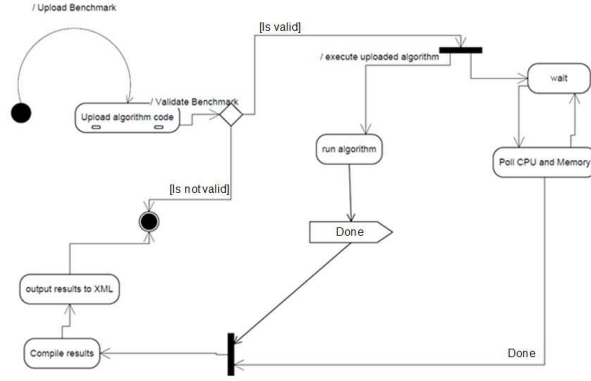 / Upload Benchmark
[Is valid]
/ execute uploaded algorithm
wait
/ Validate Benchmark
Upload algorithm code
run algorithm
Poll CPU and Memory
[Is notvalid]
Done
output results to XML
Compile results
Done